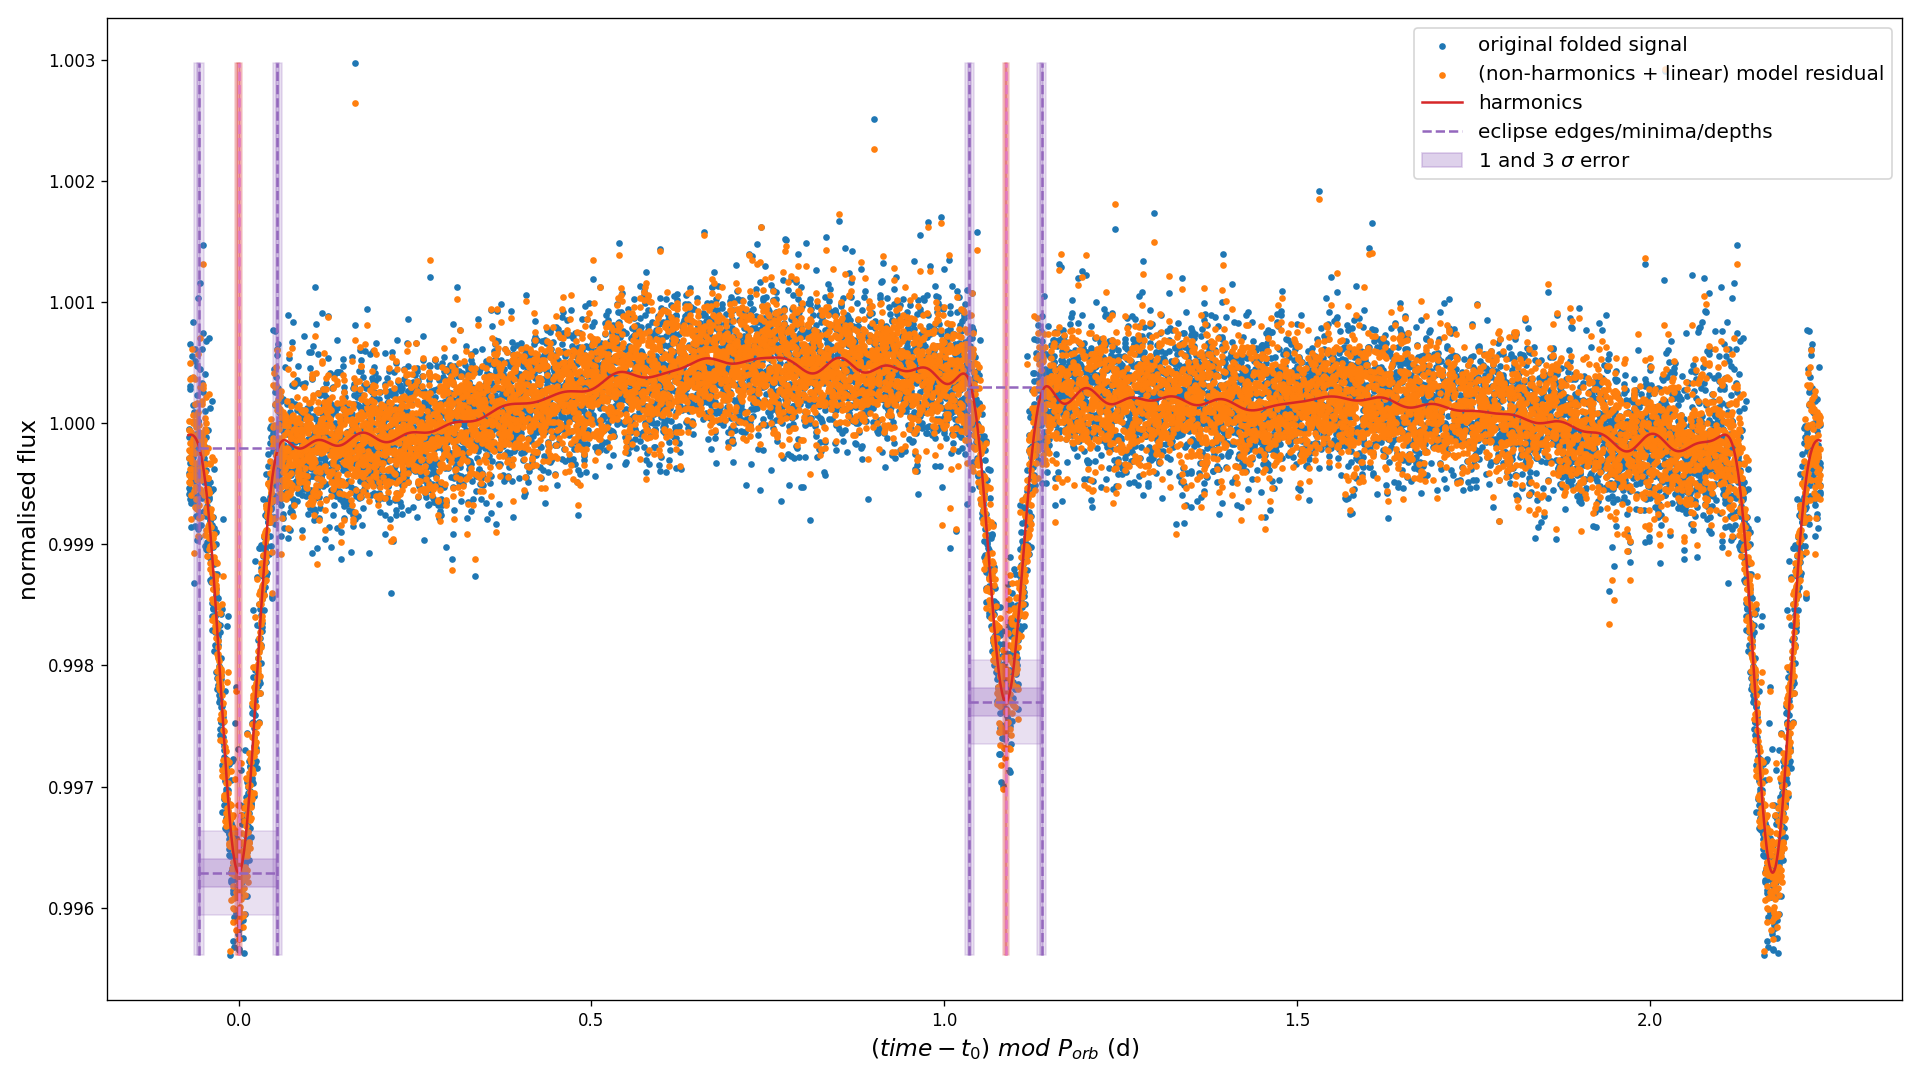 original folded signal
(non-harmonics + linear) model residual
harmonics
eclipse edges/minima/depths
1 and 3 σ error
normalised flux
1.003
1.002
1.001
1.000
0.999
0.998
0.997
0.996
0.0 0.5 1.0 1.5 2.0
(time − t₀) mod Pₒᵣb (d)